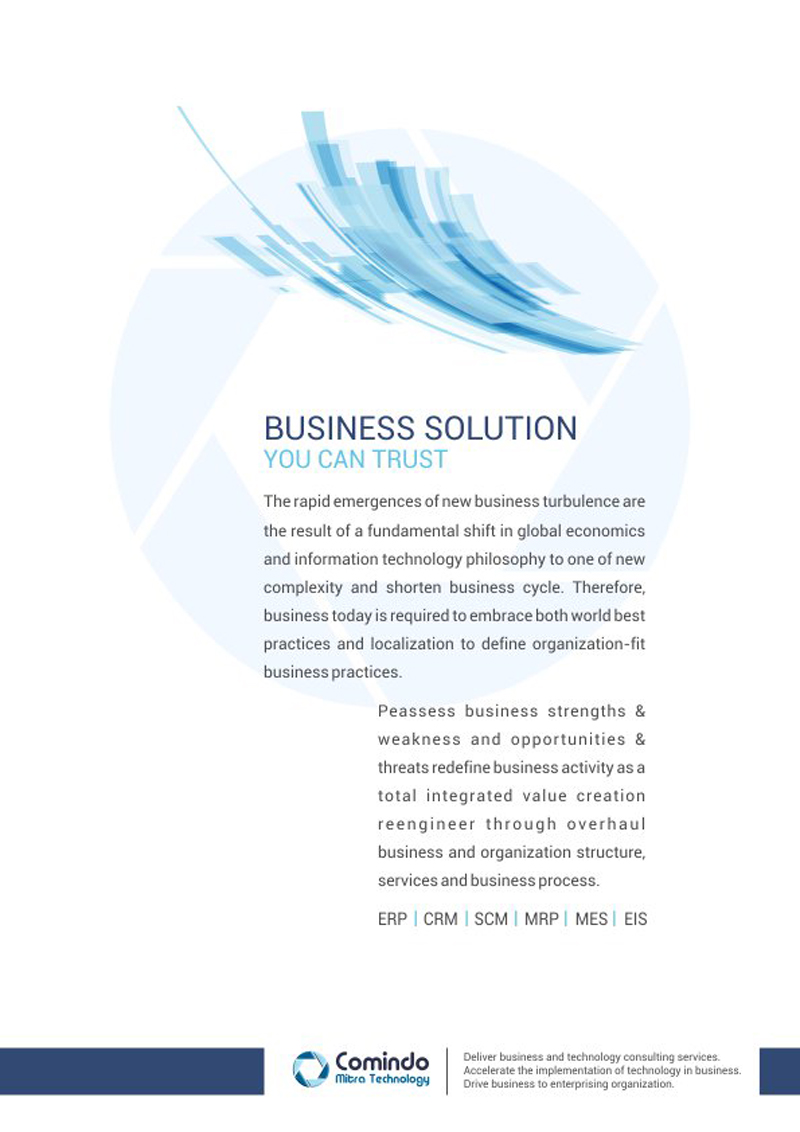 BUSINESS SOLUTION
YOU CAN TRUST
The rapid emergences of new business turbulence are
the result of a fundamental shift in global economics
and information technology philosophy to one of new
complexity and shorten business cycle. Therefore,
business today is required to embrace both world best
practices and localization to define organization-fit
business practices.
Peassess business strengths &
weakness and opportunities &
threats redefine business activity as a
total integrated value creation
reengineer through overhaul
business and organization structure,
services and business process.
ERP | CRM | SCM | MRP | MES | EIS
Comindo
Mitra Technology
Deliver business and technology consulting services.
Accelerate the implementation of technology in business.
Drive business to enterprising organization.